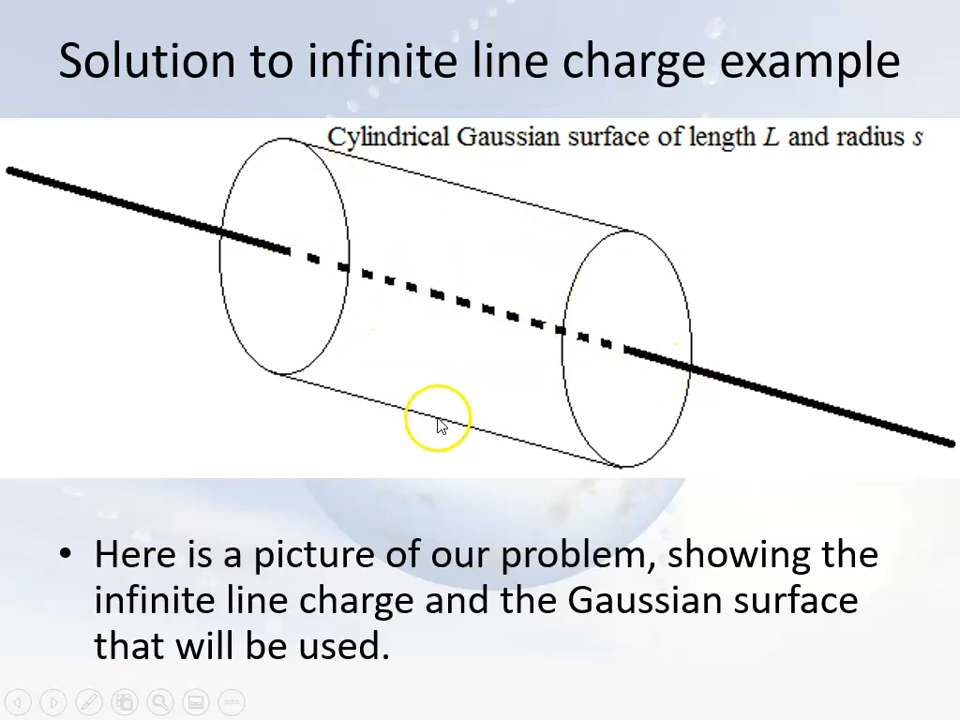 Solution to infinite line charge example
Cylindrical Gaussian surface of length L and radius s
• Here is a picture of our problem, showing the
infinite line charge and the Gaussian surface
that will be used.